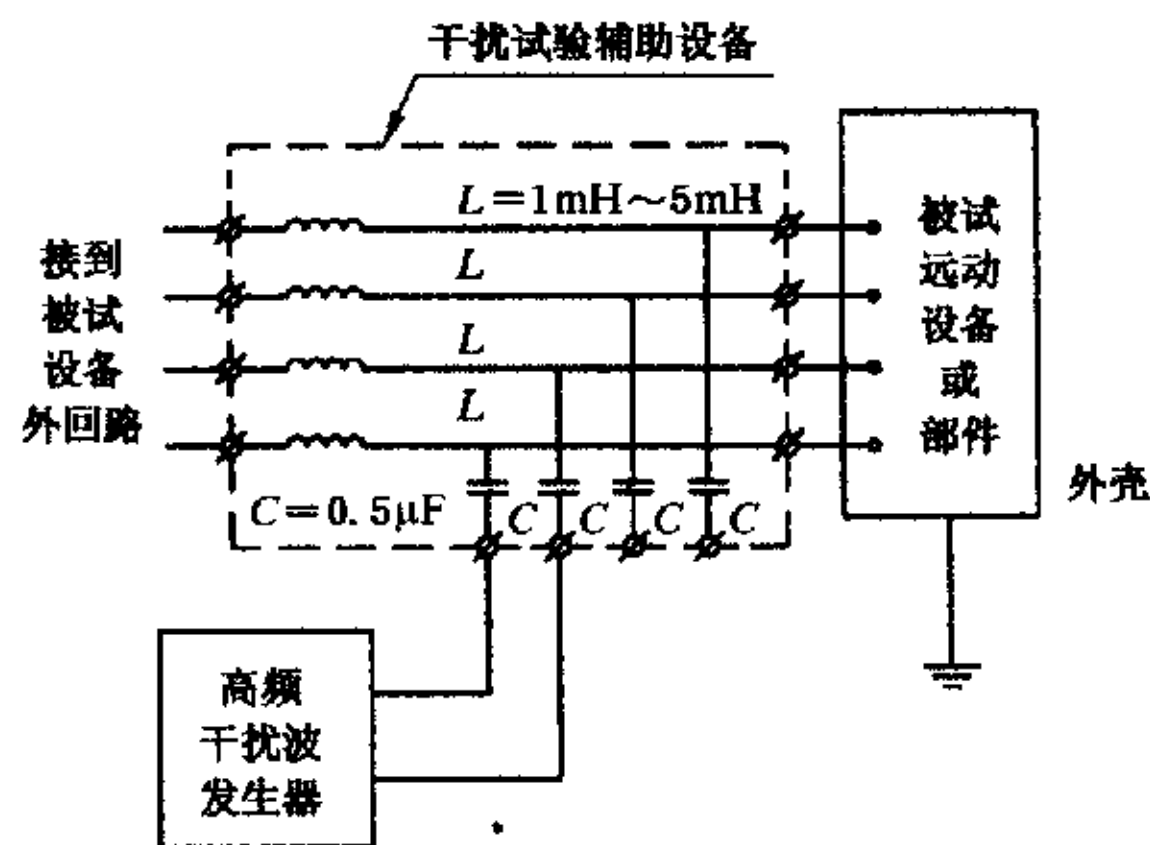 干扰试验辅助设备
L=1mH～5mH
L
L
L
接到
被试
设备
外回路
被试
远动
设备
或
部件
外壳
C=0.5μF
C C C C
高频
干扰波
发生器